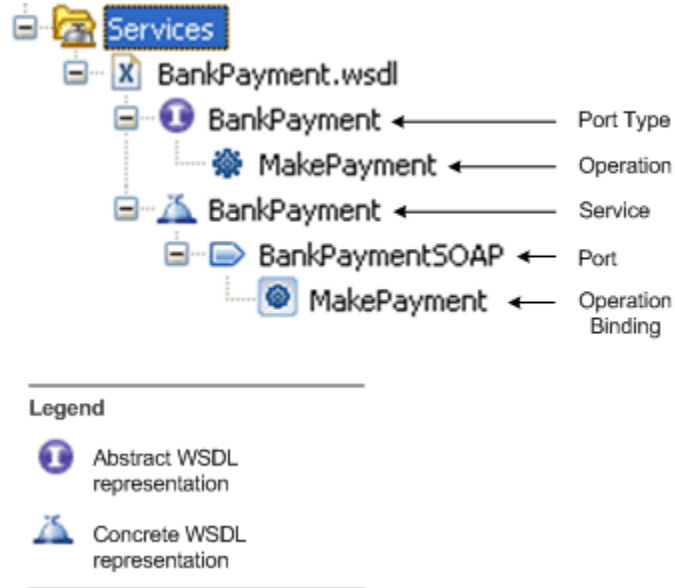 Services
BankPayment.wsdl
BankPayment Port Type
MakePayment Operation
BankPayment Service
BankPaymentSOAP Port
MakePayment Operation
Binding
Legend
Abstract WSDL
representation
Concrete WSDL
representation